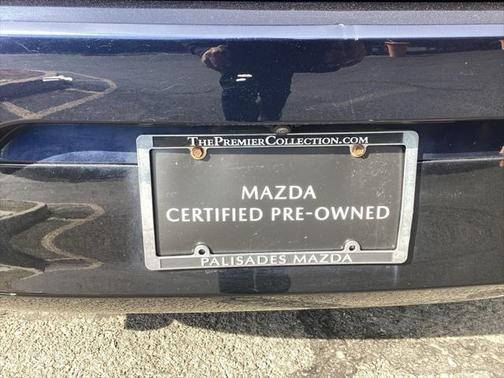 THEPREMIERCOLLECTION.COM
MAZDA
CERTIFIED PRE-OWNED
PALISADES MAZDA